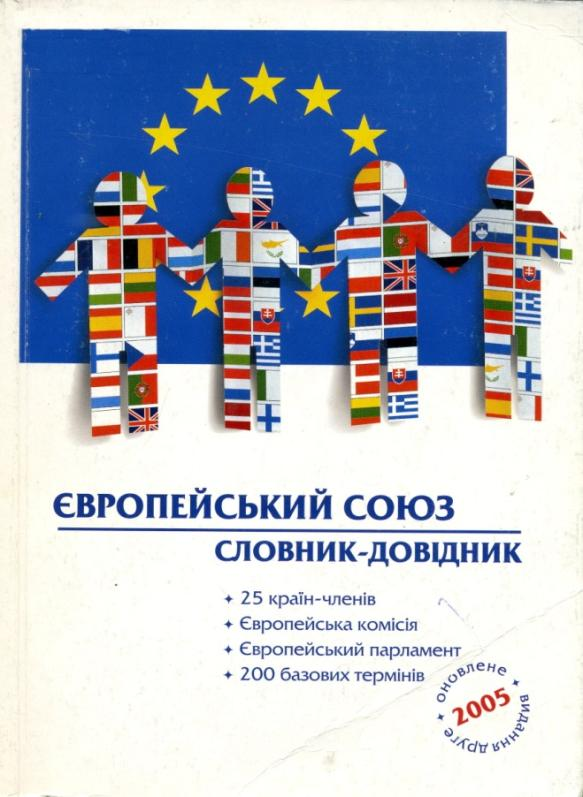 ЄВРОПЕЙСЬКИЙ СОЮЗ
СЛОВНИК-ДОВІДНИК
✦ 25 країн-членів
✦ Європейська комісія
✦ Європейський парламент
✦ 200 базових термінів
оновлене ✦ видання друге ✦
2005